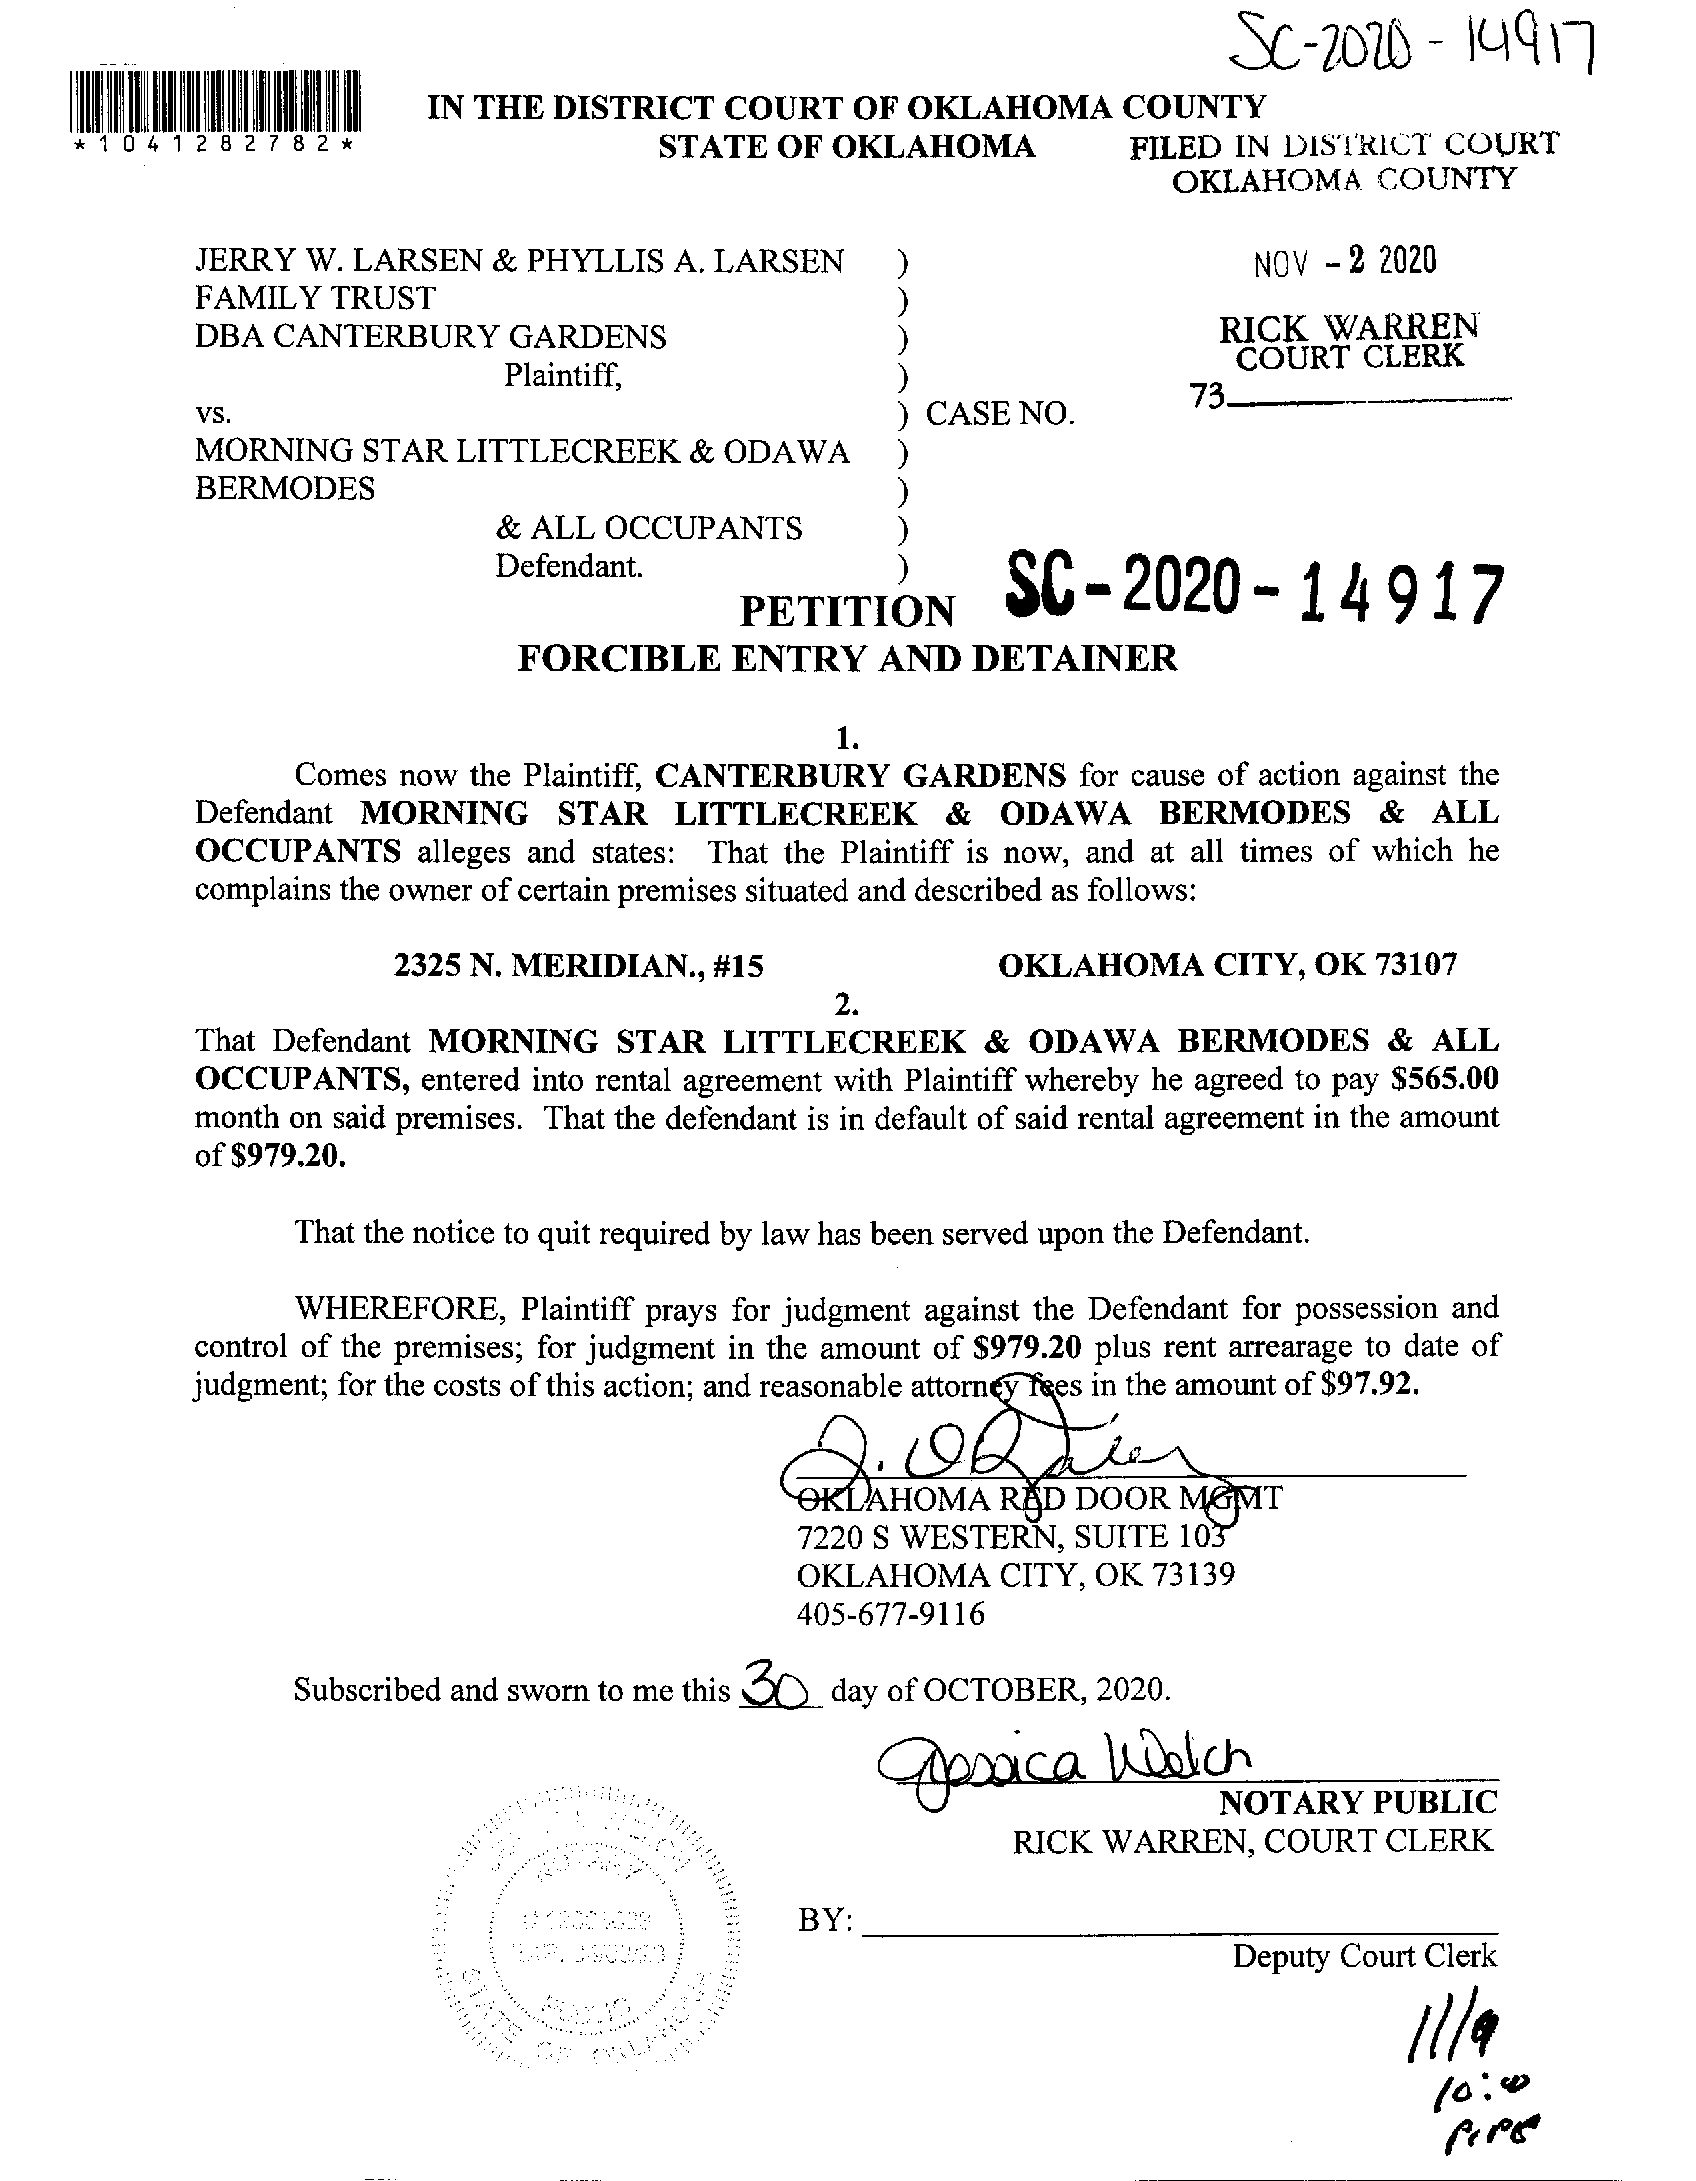 SC-2020-14917
*1041282782*
IN THE DISTRICT COURT OF OKLAHOMA COUNTY
STATE OF OKLAHOMA
FILED IN DISTRICT COURT
OKLAHOMA COUNTY
JERRY W. LARSEN & PHYLLIS A. LARSEN )
FAMILY TRUST )
DBA CANTERBURY GARDENS )
Plaintiff, )
vs. ) CASE NO.
MORNING STAR LITTLECREEK & ODAWA )
BERMODES )
& ALL OCCUPANTS )
Defendant. )
NOV - 2 2020
RICK WARREN
COURT CLERK
73
SC-2020-14917
PETITION
FORCIBLE ENTRY AND DETAINER
1.
Comes now the Plaintiff, CANTERBURY GARDENS for cause of action against the
Defendant MORNING STAR LITTLECREEK & ODAWA BERMODES & ALL
OCCUPANTS alleges and states: That the Plaintiff is now, and at all times of which he
complains the owner of certain premises situated and described as follows:
2325 N. MERIDIAN., #15 OKLAHOMA CITY, OK 73107
2.
That Defendant MORNING STAR LITTLECREEK & ODAWA BERMODES & ALL
OCCUPANTS, entered into rental agreement with Plaintiff whereby he agreed to pay $565.00
month on said premises. That the defendant is in default of said rental agreement in the amount
of $979.20.
That the notice to quit required by law has been served upon the Defendant.
WHEREFORE, Plaintiff prays for judgment against the Defendant for possession and
control of the premises; for judgment in the amount of $979.20 plus rent arrearage to date of
judgment; for the costs of this action; and reasonable attorney fees in the amount of $97.92.
OKLAHOMA RED DOOR MGMT
7220 S WESTERN, SUITE 103
OKLAHOMA CITY, OK 73139
405-677-9116
Subscribed and sworn to me this 30 day of OCTOBER, 2020.
Jessica Welch
NOTARY PUBLIC
RICK WARREN, COURT CLERK
BY:
Deputy Court Clerk
NOTARY
PUBLIC
STATE OF OKLAHOMA
11/9
10:00